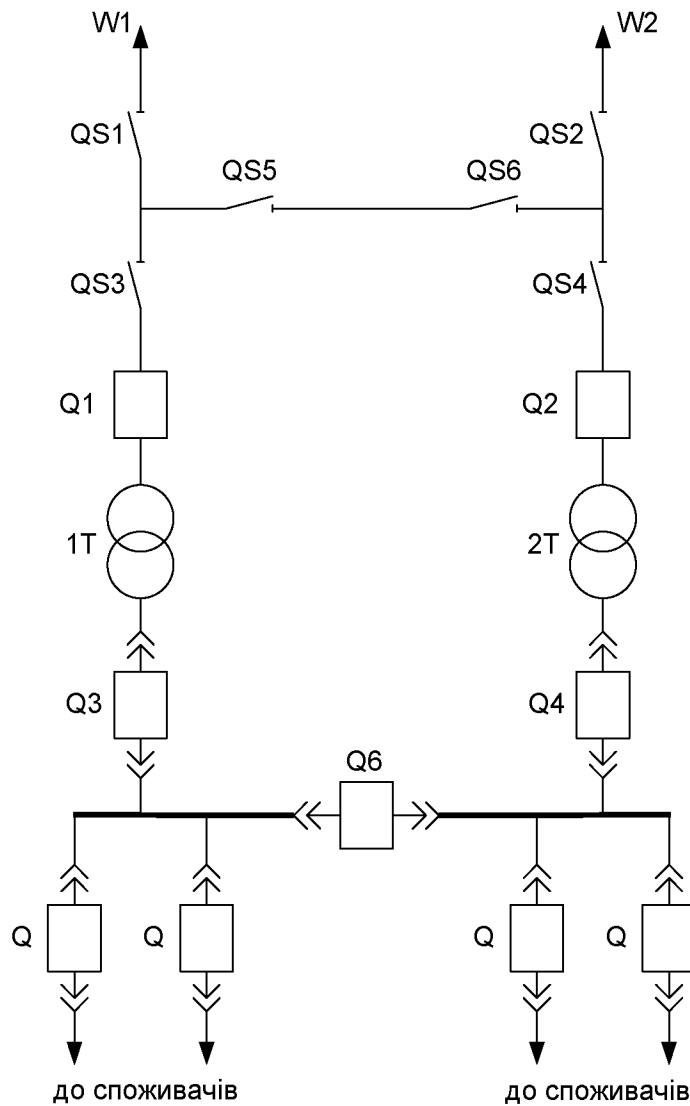 W1 W2
QS1 QS2
QS5 QS6
QS3 QS4
Q1 Q2
1T 2T
Q3 Q4
Q6
Q Q Q Q
до споживачів до споживачів